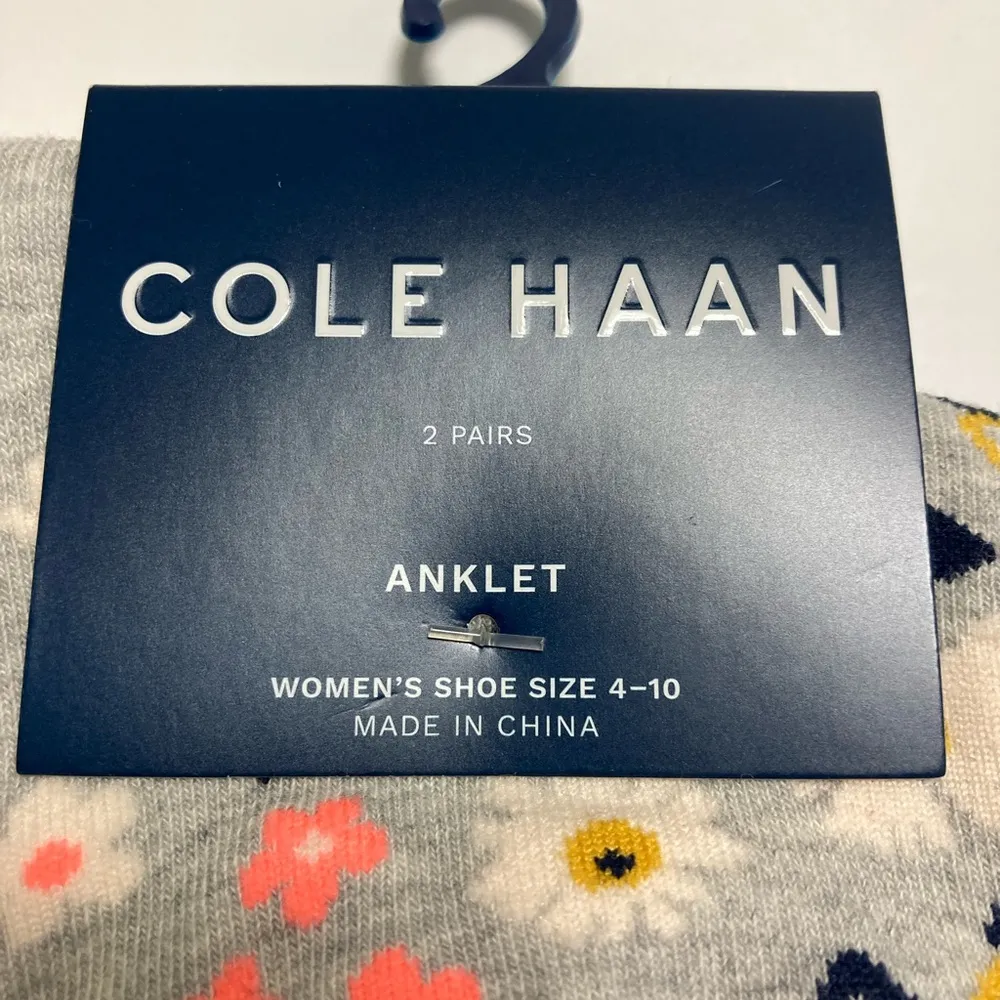 COLE HAAN
2 PAIRS
ANKLET
WOMEN'S SHOE SIZE 4–10
MADE IN CHINA